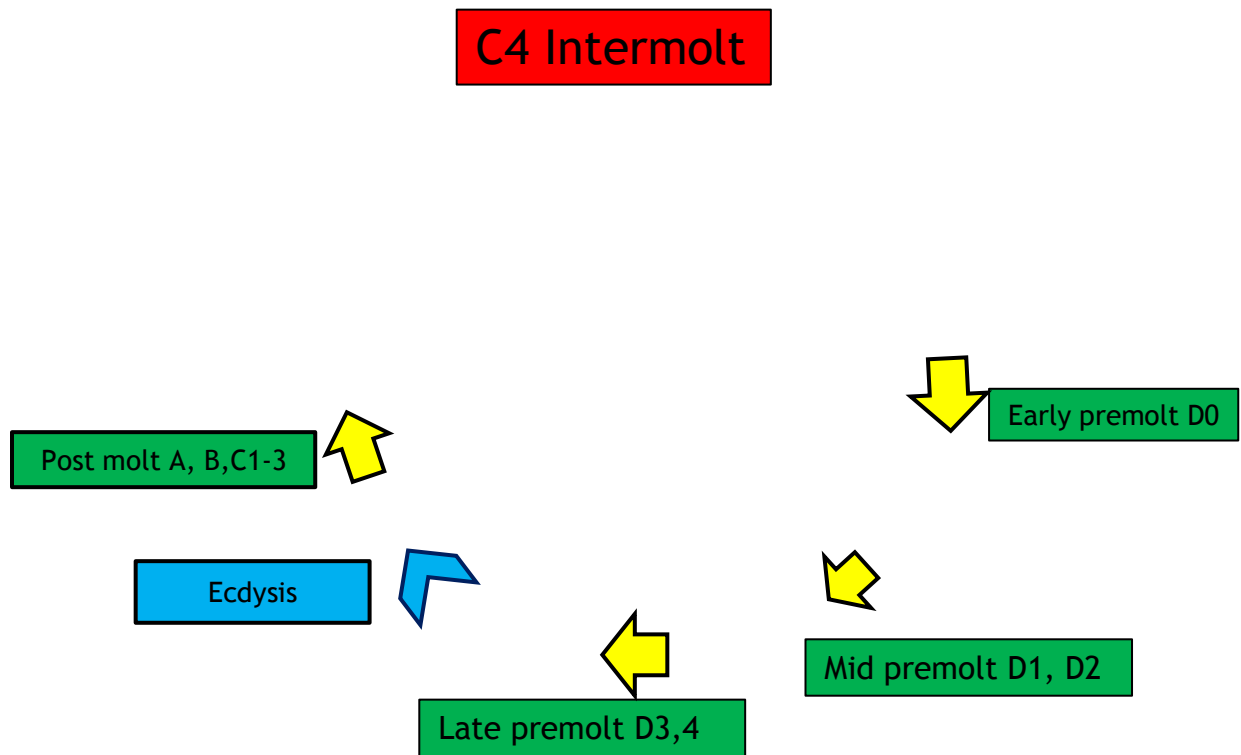 C4 Intermolt
Early premolt D0
Post molt A, B,C1-3
Ecdysis
Mid premolt D1, D2
Late premolt D3,4